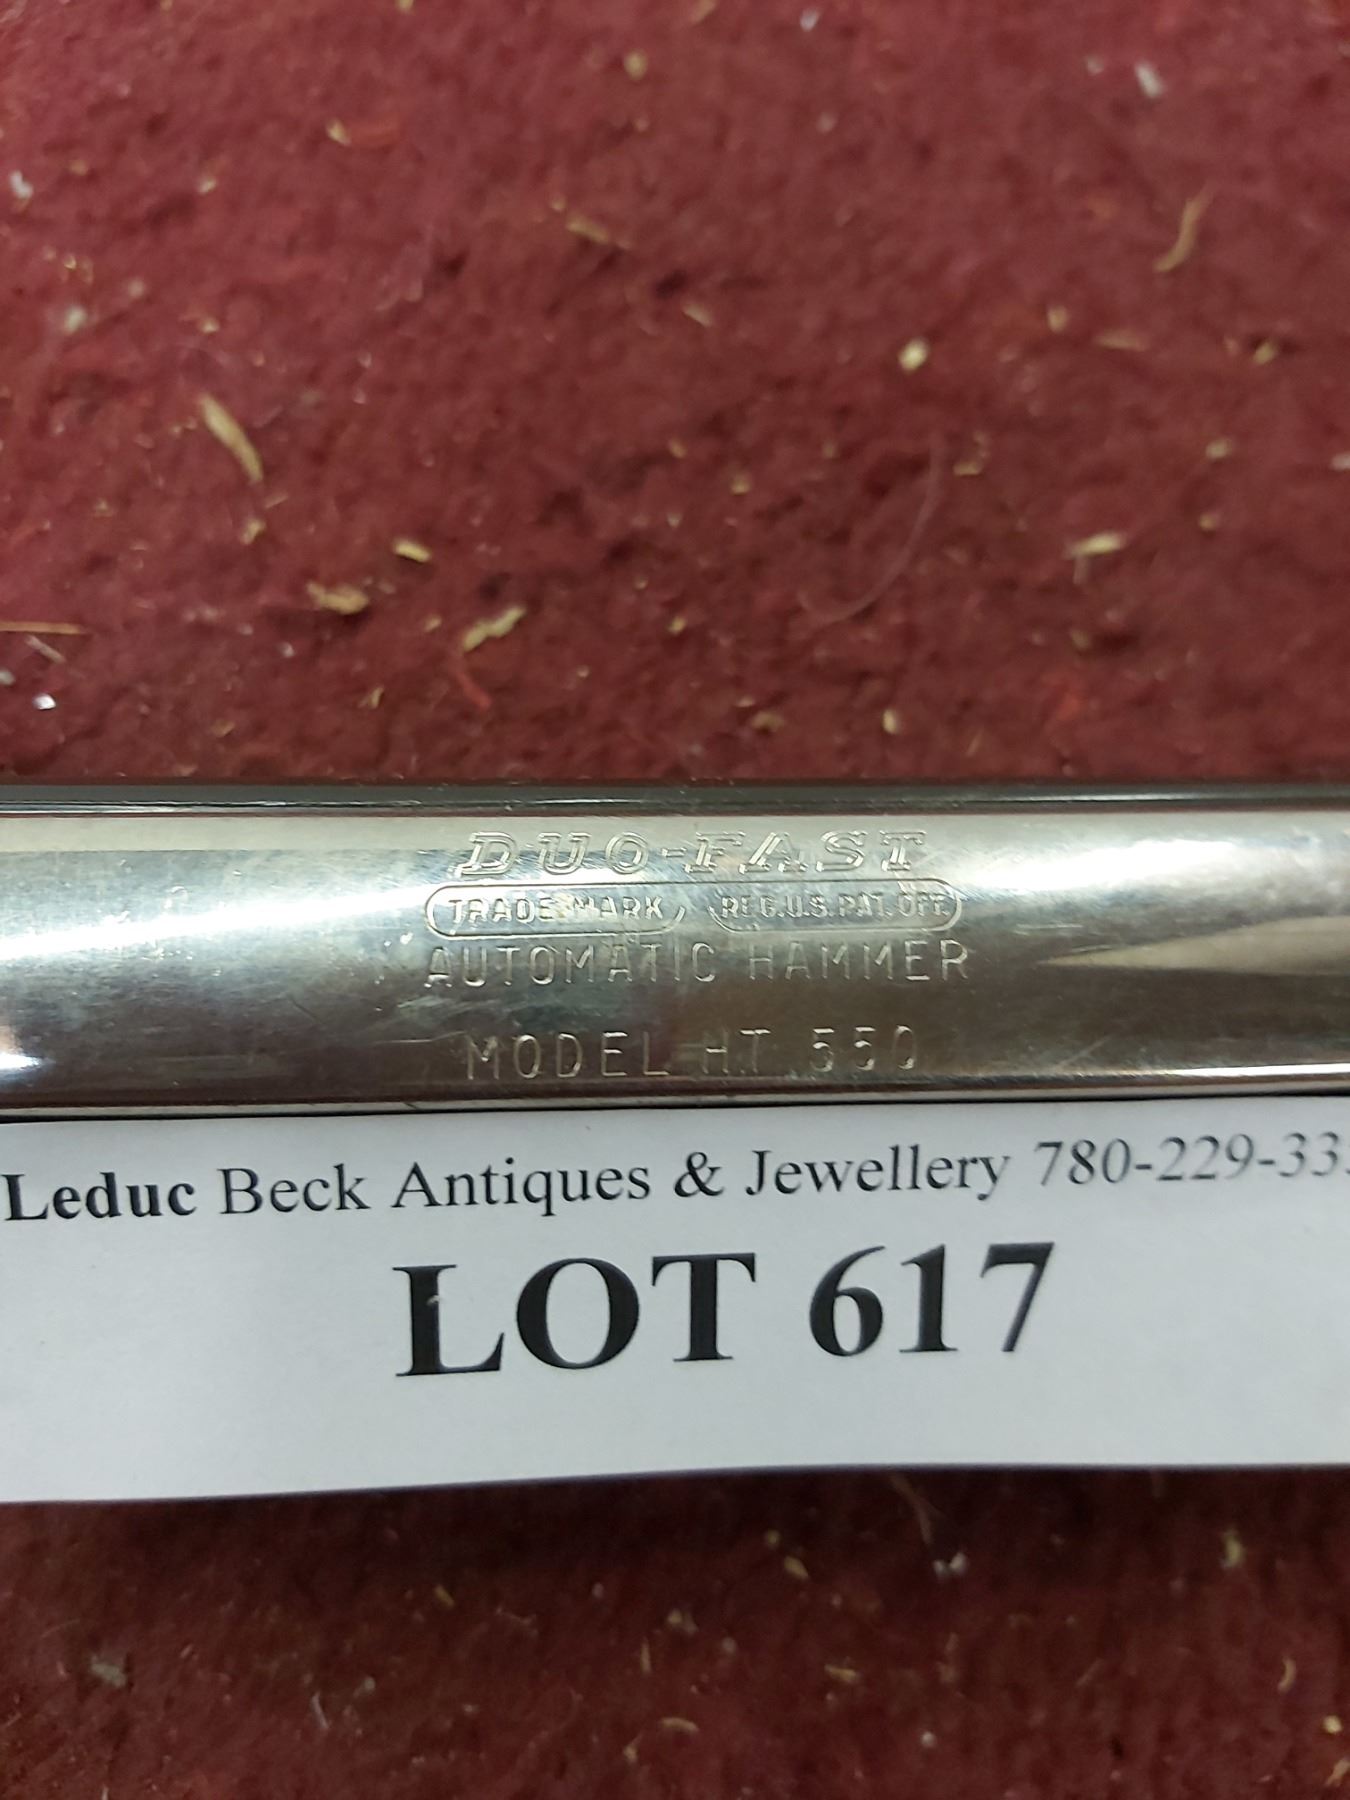 DUO-FAST
TRADE MARK REG.U.S.PAT.OFF.
AUTOMATIC HAMMER
MODEL HT 550
Leduc Beck Antiques & Jewellery 780-229-33
LOT 617